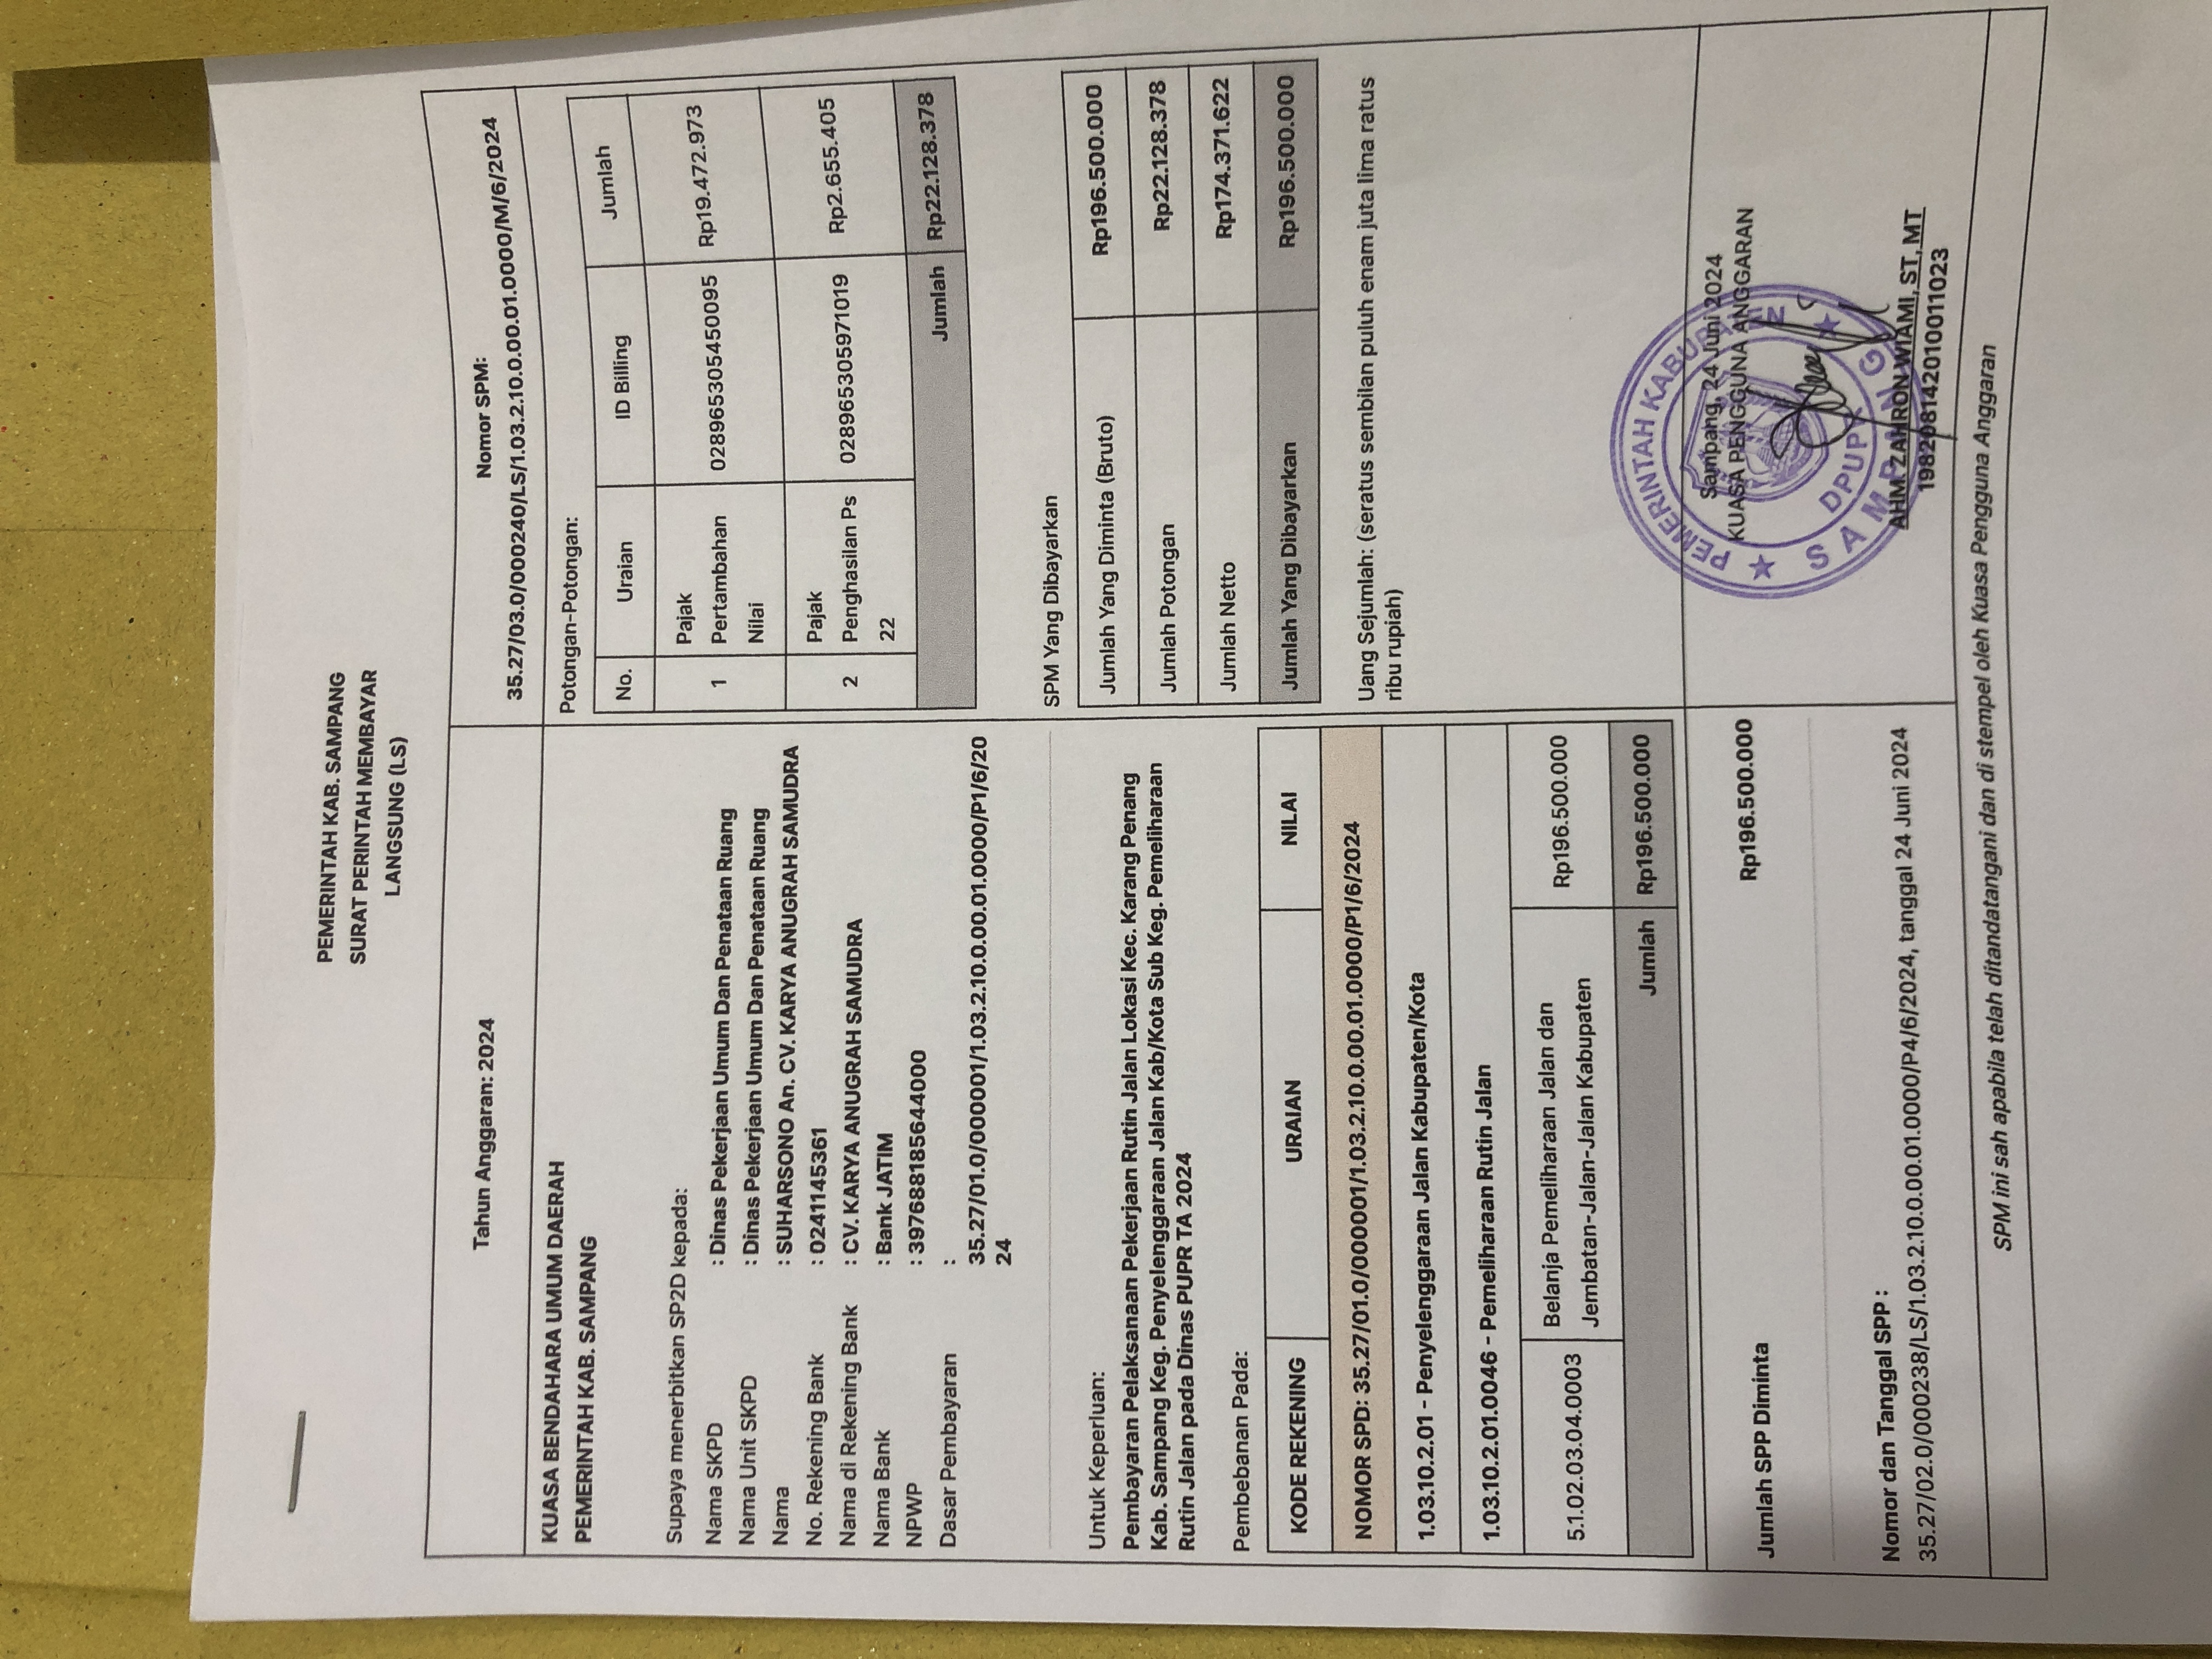 PEMERINTAH KAB. SAMPANG
SURAT PERINTAH MEMBAYAR
LANGSUNG (LS)
Tahun Anggaran: 2024
Nomor SPM:
35.27/03.0/000240/LS/1.03.2.10.0.00.01.0000/M/6/2024
KUASA BENDAHARA UMUM DAERAH
PEMERINTAH KAB. SAMPANG
Supaya menerbitkan SP2D kepada:
Nama SKPD : Dinas Pekerjaan Umum Dan Penataan Ruang
Nama Unit SKPD : Dinas Pekerjaan Umum Dan Penataan Ruang
Nama : SUHARSONO An. CV. KARYA ANUGRAH SAMUDRA
No. Rekening Bank : 0241145361
Nama di Rekening Bank : CV. KARYA ANUGRAH SAMUDRA
Nama Bank : Bank JATIM
NPWP : 397688185644000
Dasar Pembayaran :
35.27/01.0/000001/1.03.2.10.0.00.01.0000/P1/6/20
24
Untuk Keperluan:
Pembayaran Pelaksanaan Pekerjaan Rutin Jalan Lokasi Kec. Karang Penang
Kab. Sampang Keg. Penyelenggaraan Jalan Kab/Kota Sub Keg. Pemeliharaan
Rutin Jalan pada Dinas PUPR TA 2024
Pembebanan Pada:
KODE REKENING URAIAN NILAI
NOMOR SPD: 35.27/01.0/000001/1.03.2.10.0.00.01.0000/P1/6/2024
1.03.10.2.01 - Penyelenggaraan Jalan Kabupaten/Kota
1.03.10.2.01.0046 - Pemeliharaan Rutin Jalan
5.1.02.03.04.0003 Belanja Pemeliharaan Jalan dan
Jembatan-Jalan-Jalan Kabupaten Rp196.500.000
Jumlah Rp196.500.000
Potongan-Potongan:
No. Uraian ID Billing Jumlah
1 Pajak
Pertambahan
Nilai 028965305450095 Rp19.472.973
2 Pajak
Penghasilan Ps
22 028965305971019 Rp2.655.405
Jumlah Rp22.128.378
SPM Yang Dibayarkan
Jumlah Yang Diminta (Bruto) Rp196.500.000
Jumlah Potongan Rp22.128.378
Jumlah Netto Rp174.371.622
Jumlah Yang Dibayarkan Rp196.500.000
Uang Sejumlah: (seratus sembilan puluh enam juta lima ratus
ribu rupiah)
Jumlah SPP Diminta Rp196.500.000
Nomor dan Tanggal SPP :
35.27/02.0/000238/LS/1.03.2.10.0.00.01.0000/P4/6/2024, tanggal 24 Juni 2024
Sampang, 24 Juni 2024
KUASA PENGGUNA ANGGARAN
PEMERINTAH KABUPATEN
DPUPR
SAMPANG
AHM. ZAHRON WIAMI, ST, MT
198208142010011023
SPM ini sah apabila telah ditandatangani dan di stempel oleh Kuasa Pengguna Anggaran